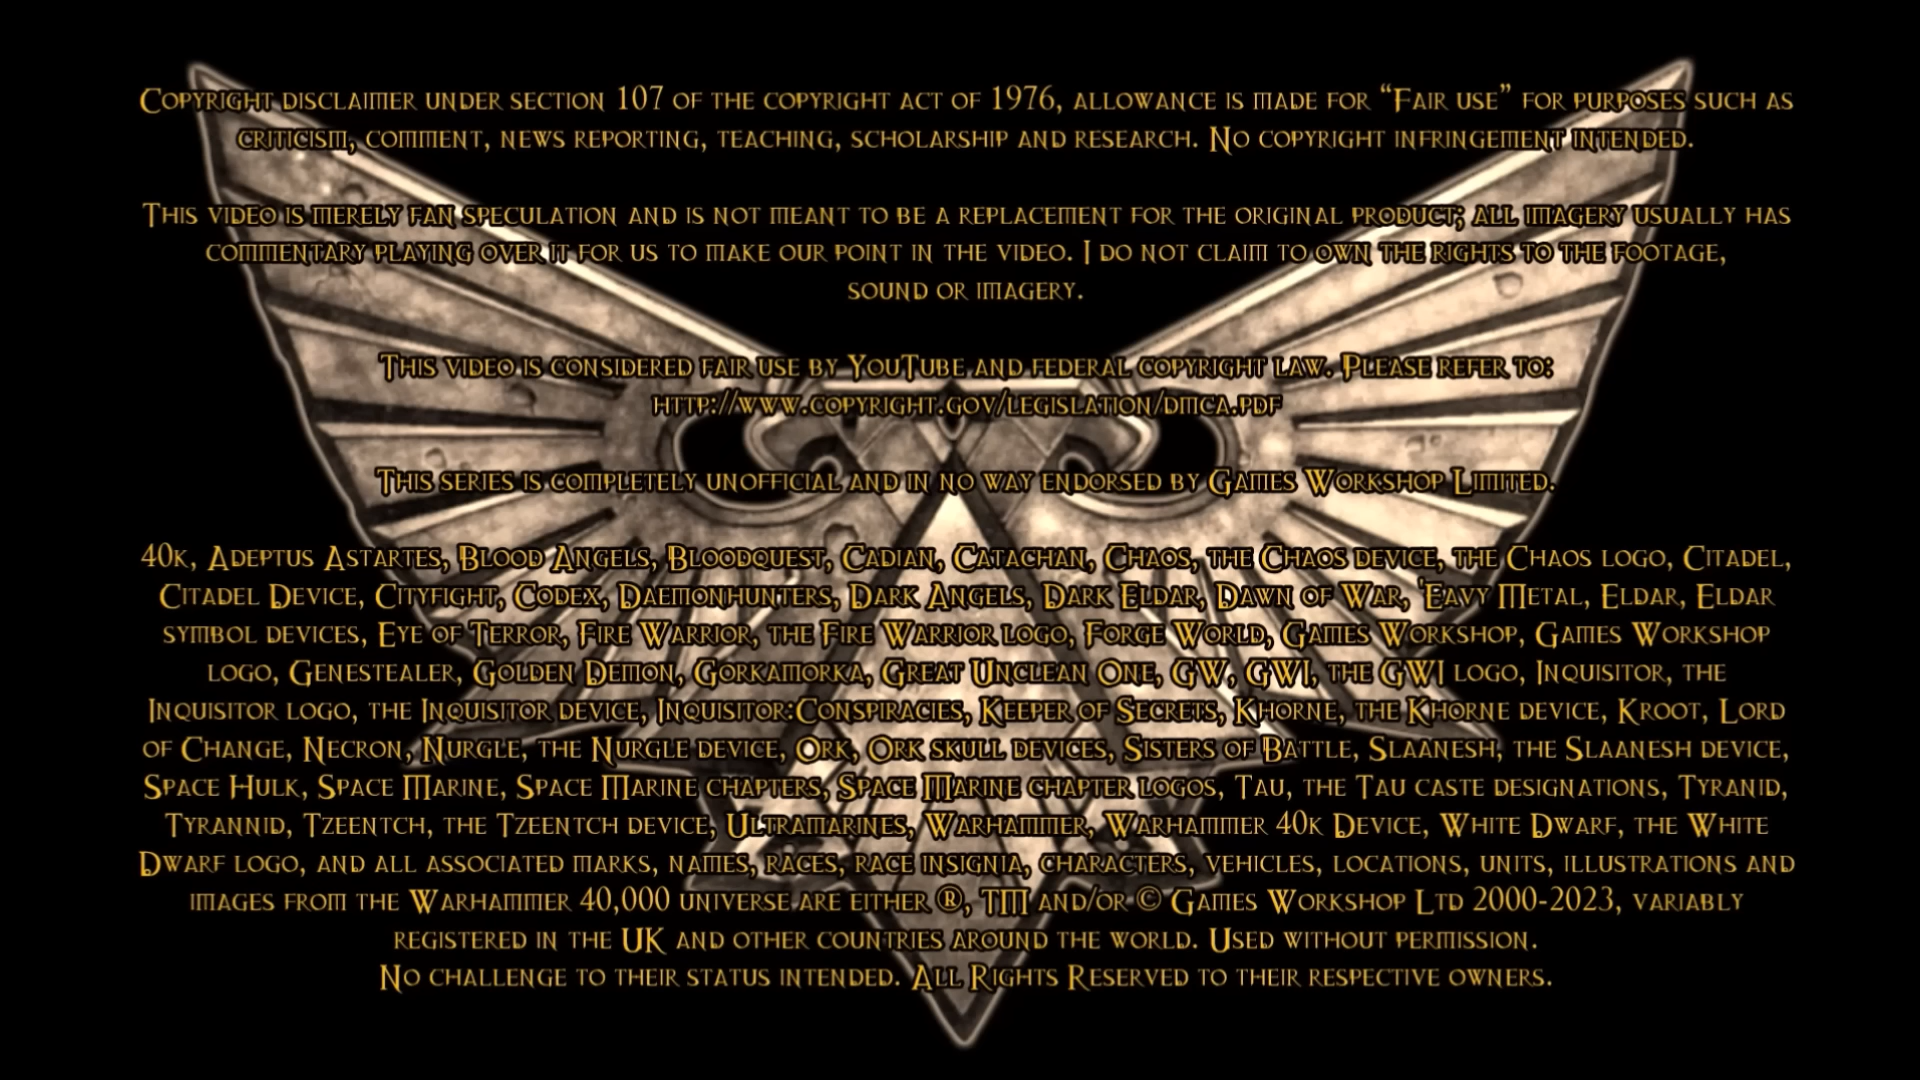 Copyright disclaimer under section 107 of the copyright act of 1976, allowance is made for “Fair use” for purposes such as
criticism, comment, news reporting, teaching, scholarship and research. No copyright infringement intended.
This video is merely fan speculation and is not meant to be a replacement for the original product; all imagery usually has
commentary playing over it for us to make our point in the video. I do not claim to own the rights to the footage,
sound or imagery.
This video is considered fair use by YouTube and federal copyright law. Please refer to:
http://www.copyright.gov/legislation/dmca.pdf
This series is completely unofficial and in no way endorsed by Games Workshop Limited.
40k, Adeptus Astartes, Blood Angels, Bloodquest, Cadian, Catachan, Chaos, the Chaos device, the Chaos logo, Citadel,
Citadel Device, Cityfight, Codex, Daemonhunters, Dark Angels, Dark Eldar, Dawn of War, 'Eavy Metal, Eldar, Eldar
symbol devices, Eye of Terror, Fire Warrior, the Fire Warrior logo, Forge World, Games Workshop, Games Workshop
logo, Genestealer, Golden Demon, Gorkamorka, Great Unclean One, GW, GWI, the GWI logo, Inquisitor, the
Inquisitor logo, the Inquisitor device, Inquisitor:Conspiracies, Keeper of Secrets, Khorne, the Khorne device, Kroot, Lord
of Change, Necron, Nurgle, the Nurgle device, Ork, Ork skull devices, Sisters of Battle, Slaanesh, the Slaanesh device,
Space Hulk, Space Marine, Space Marine chapters, Space Marine chapter logos, Tau, the Tau caste designations, Tyranid,
Tyrannid, Tzeentch, the Tzeentch device, Ultramarines, Warhammer, Warhammer 40k Device, White Dwarf, the White
Dwarf logo, and all associated marks, names, races, race insignia, characters, vehicles, locations, units, illustrations and
images from the Warhammer 40,000 universe are either ®, TM and/or © Games Workshop Ltd 2000-2023, variably
registered in the UK and other countries around the world. Used without permission.
No challenge to their status intended. All Rights Reserved to their respective owners.